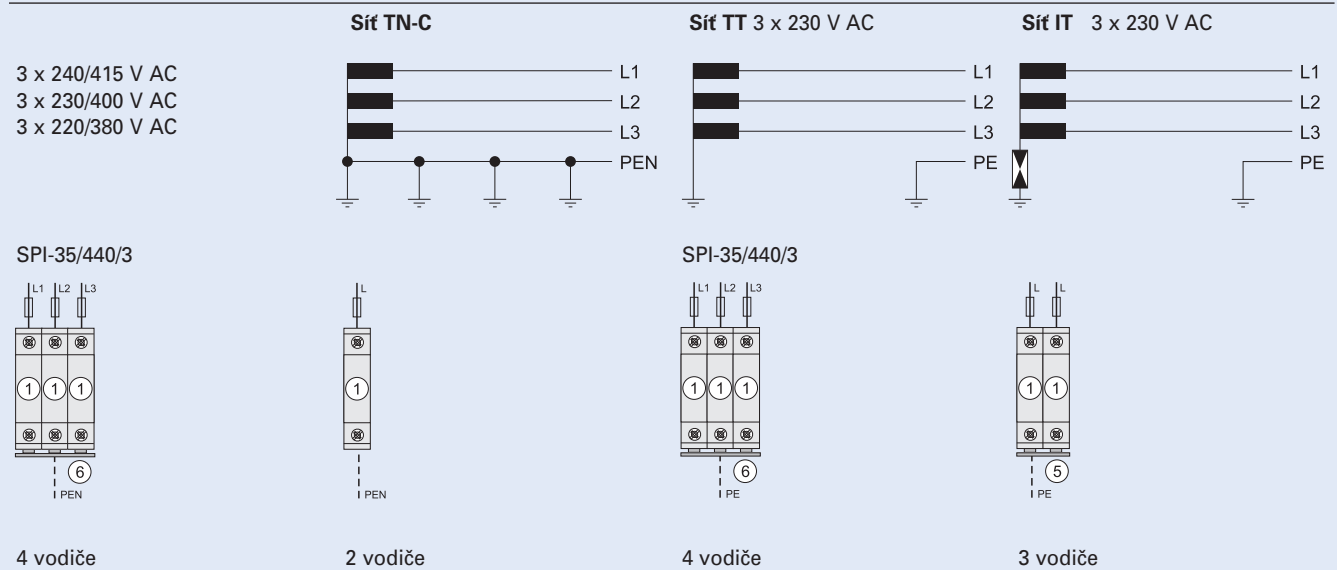 Síť TN-C
Síť TT 3 x 230 V AC
Síť IT 3 x 230 V AC
3 x 240/415 V AC
3 x 230/400 V AC
3 x 220/380 V AC
L1
L2
L3
PEN
L1
L2
L3
PE
L1
L2
L3
PE
SPI-35/440/3
L1 L2 L3
1 1 1
6
PEN
4 vodiče
L
1
PEN
2 vodiče
SPI-35/440/3
L1 L2 L3
1 1 1
6
PE
4 vodiče
L L
1 1
5
PE
3 vodiče